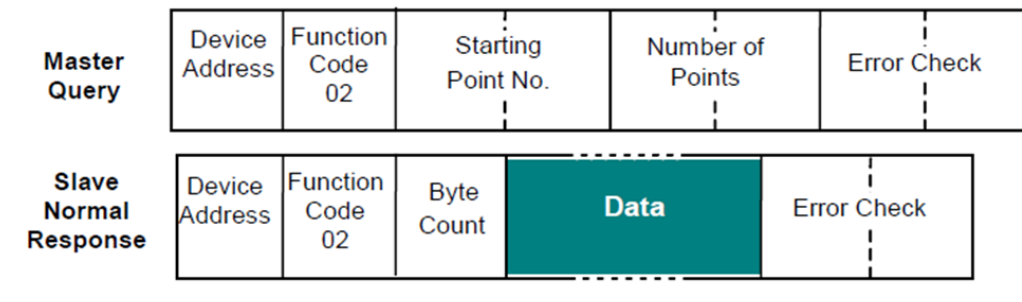 Master
Query
Device
Address
Function
Code
02
Starting
Point No.
Number of
Points
Error Check
Slave
Normal
Response
Device
Address
Function
Code
02
Byte
Count
Data
Error Check